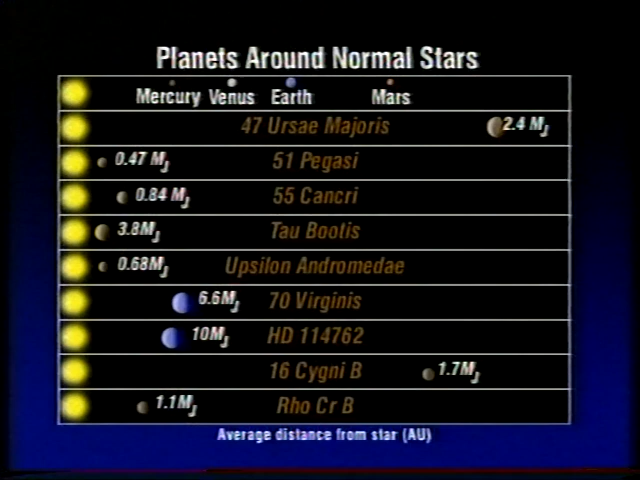 Planets Around Normal Stars
Mercury Venus Earth Mars
47 Ursae Majoris 2.4 MJ
0.47 MJ 51 Pegasi
0.84 MJ 55 Cancri
3.8MJ Tau Bootis
0.68MJ Upsilon Andromedae
6.6MJ 70 Virginis
10MJ HD 114762
16 Cygni B 1.7MJ
1.1MJ Rho Cr B
Average distance from star (AU)